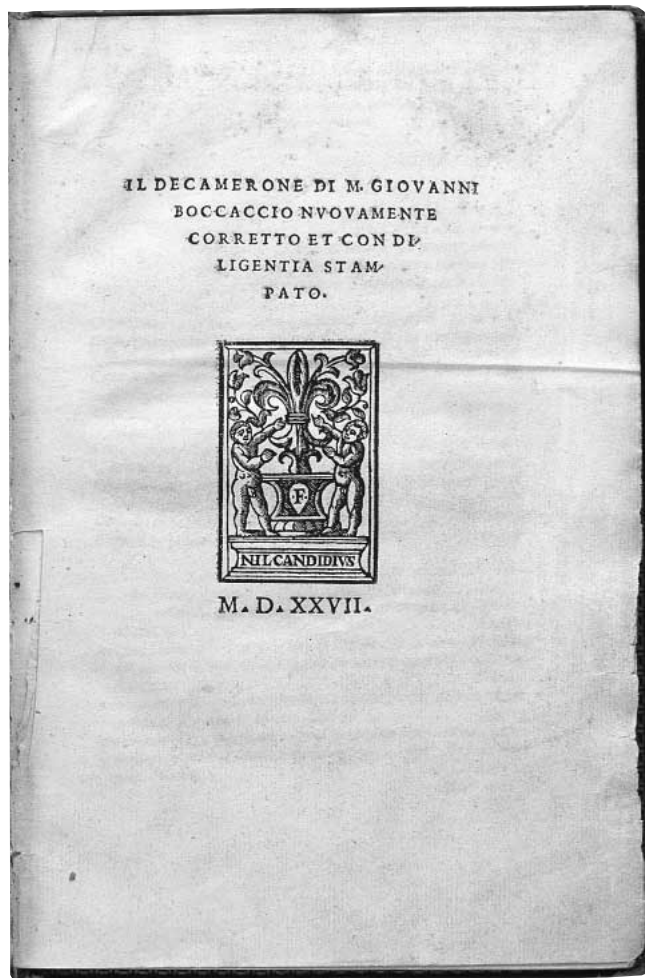 IL DECAMERONE DI M. GIOVANNI
BOCCACCIO NVOVAMENTE
CORRETTO ET CON DI-
LIGENTIA STAM-
PATO.
F.
NIL CANDIDIVS
M. D. XXVII.